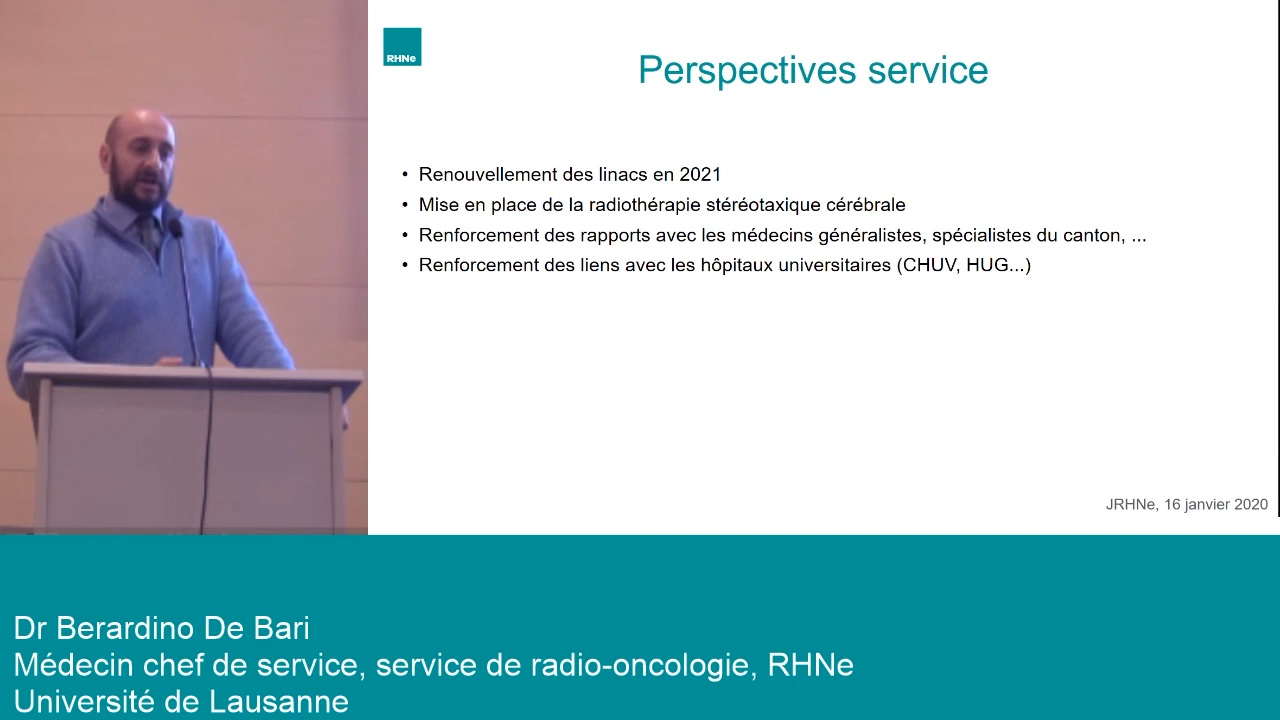 RHNe
Perspectives service
• Renouvellement des linacs en 2021
• Mise en place de la radiothérapie stéréotaxique cérébrale
• Renforcement des rapports avec les médecins généralistes, spécialistes du canton, ...
• Renforcement des liens avec les hôpitaux universitaires (CHUV, HUG...)
JRHNe, 16 janvier 2020
Dr Berardino De Bari
Médecin chef de service, service de radio-oncologie, RHNe
Université de Lausanne